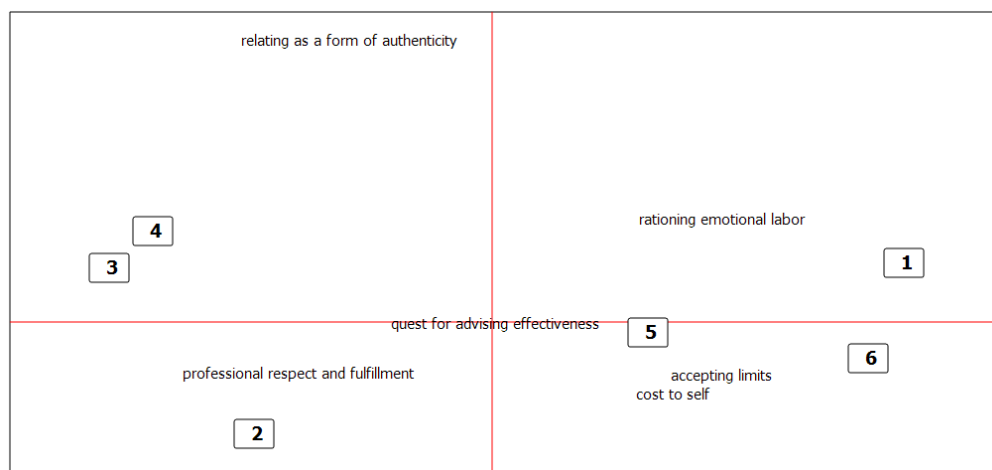 relating as a form of authenticity
rationing emotional labor
4
1
3
quest for advising effectiveness
5
6
professional respect and fulfillment
accepting limits
cost to self
2